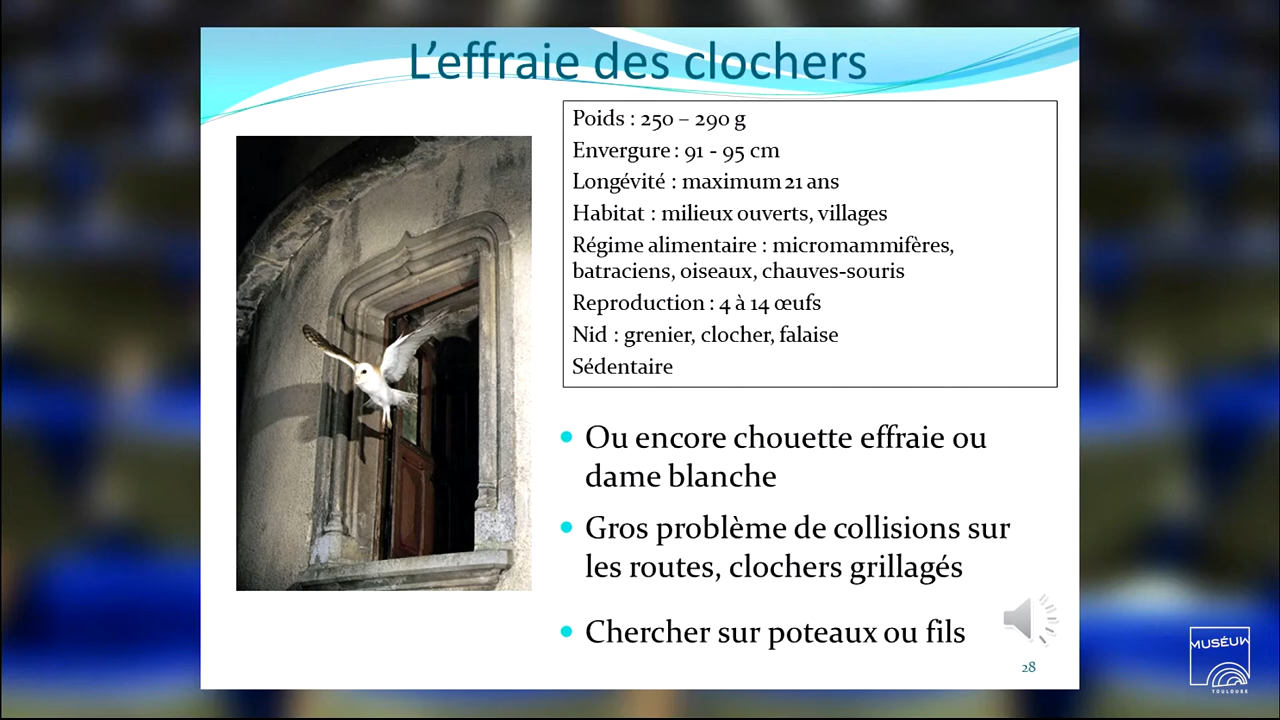 L’effraie des clochers
Poids : 250 – 290 g
Envergure : 91 - 95 cm
Longévité : maximum 21 ans
Habitat : milieux ouverts, villages
Régime alimentaire : micromammifères,
batraciens, oiseaux, chauves-souris
Reproduction : 4 à 14 œufs
Nid : grenier, clocher, falaise
Sédentaire
• Ou encore chouette effraie ou
dame blanche
• Gros problème de collisions sur
les routes, clochers grillagés
• Chercher sur poteaux ou fils
28
MUSÉUM
TOULOUSE